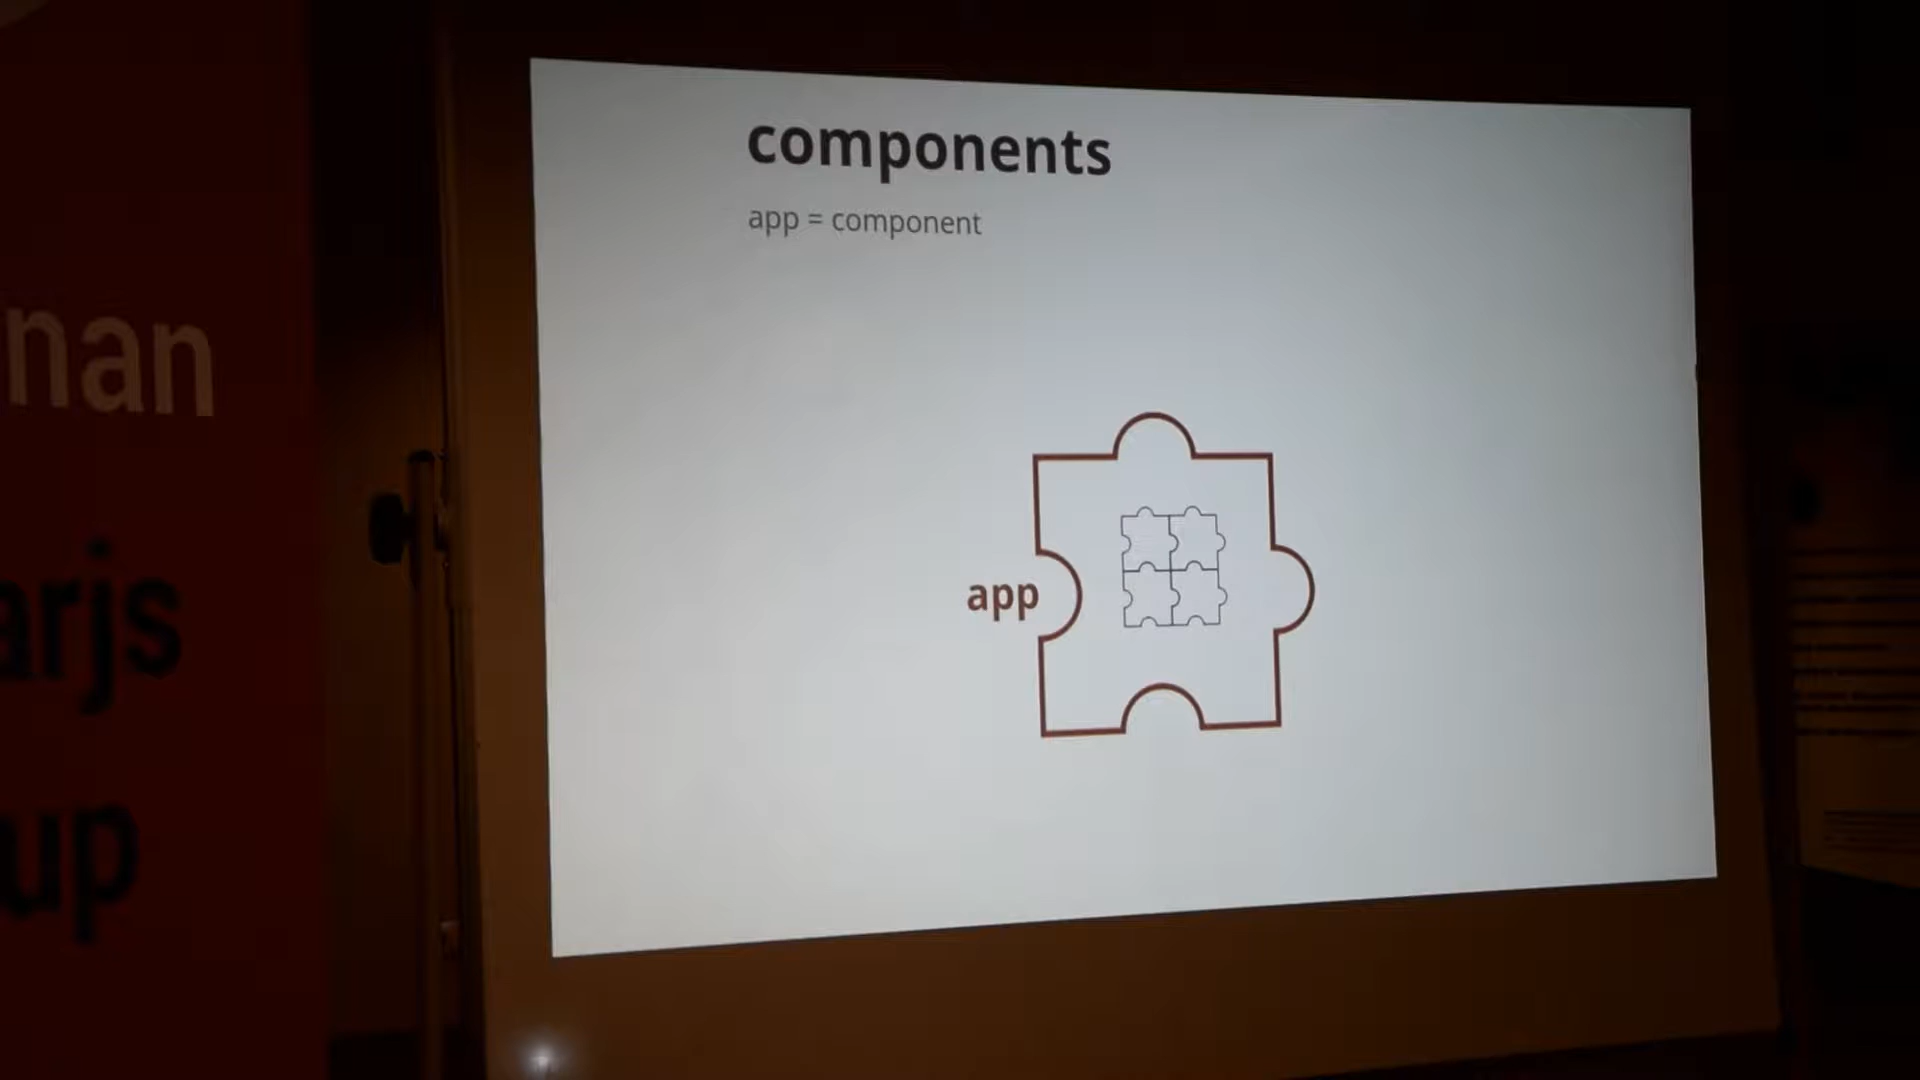 components
app = component
app
nan
arjs
up